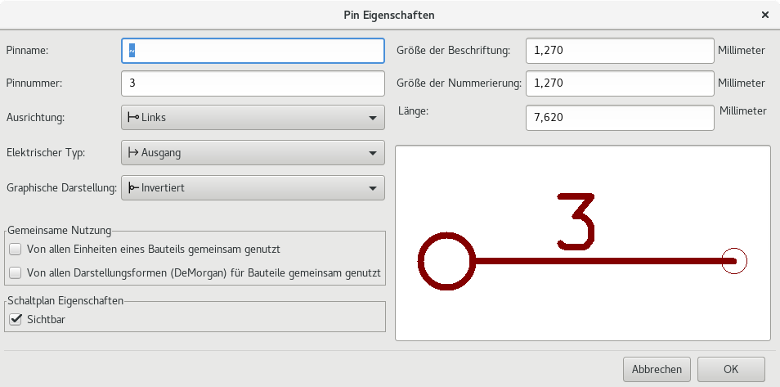 Pin Eigenschaften
Pinname: ~
Pinnummer: 3
Ausrichtung: Links
Elektrischer Typ: Ausgang
Graphische Darstellung: Invertiert
Gemeinsame Nutzung
Von allen Einheiten eines Bauteils gemeinsam genutzt
Von allen Darstellungsformen (DeMorgan) für Bauteile gemeinsam genutzt
Schaltplan Eigenschaften
Sichtbar
Größe der Beschriftung: 1,270 Millimeter
Größe der Nummerierung: 1,270 Millimeter
Länge: 7,620 Millimeter
3
Abbrechen OK